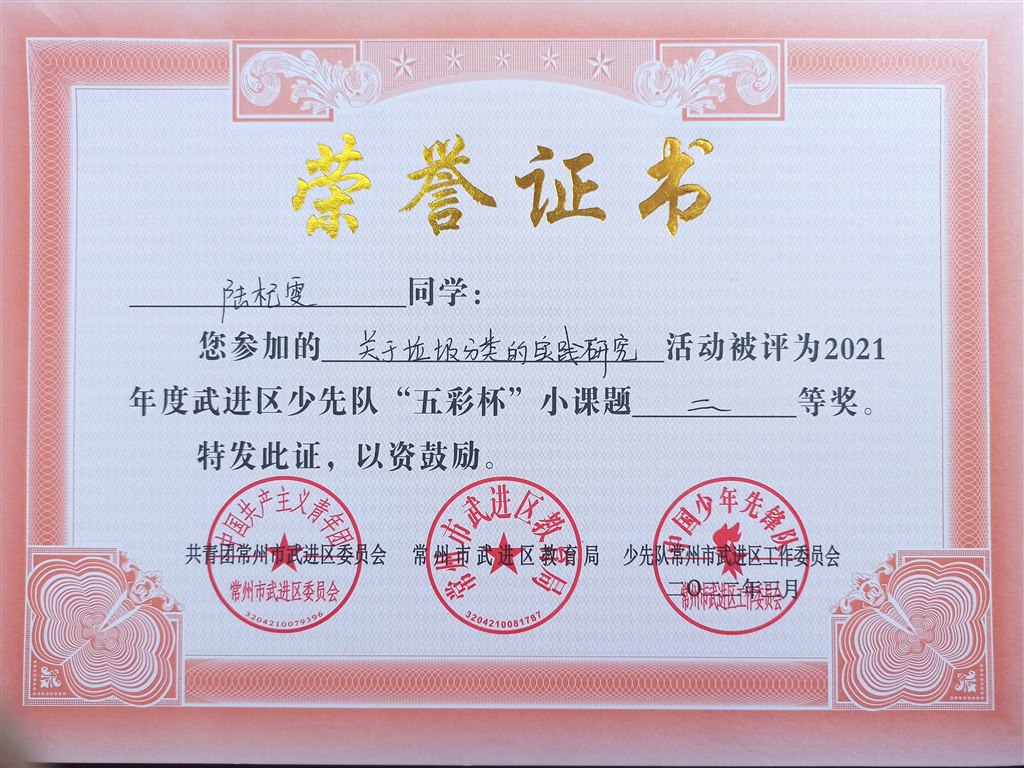 荣誉证书
陆杞雯同学：
您参加的关于垃圾分类的实践研究活动被评为2021
年度武进区少先队“五彩杯”小课题二等奖。
特发此证，以资鼓励。
中国共产主义青年团
常州市武进区委员会
3204210079396
常州市武进区教育局
3204210081787
中国少年先锋队
常州市武进区工作委员会
共青团常州市武进区委员会 常州市武进区教育局 少先队常州市武进区工作委员会